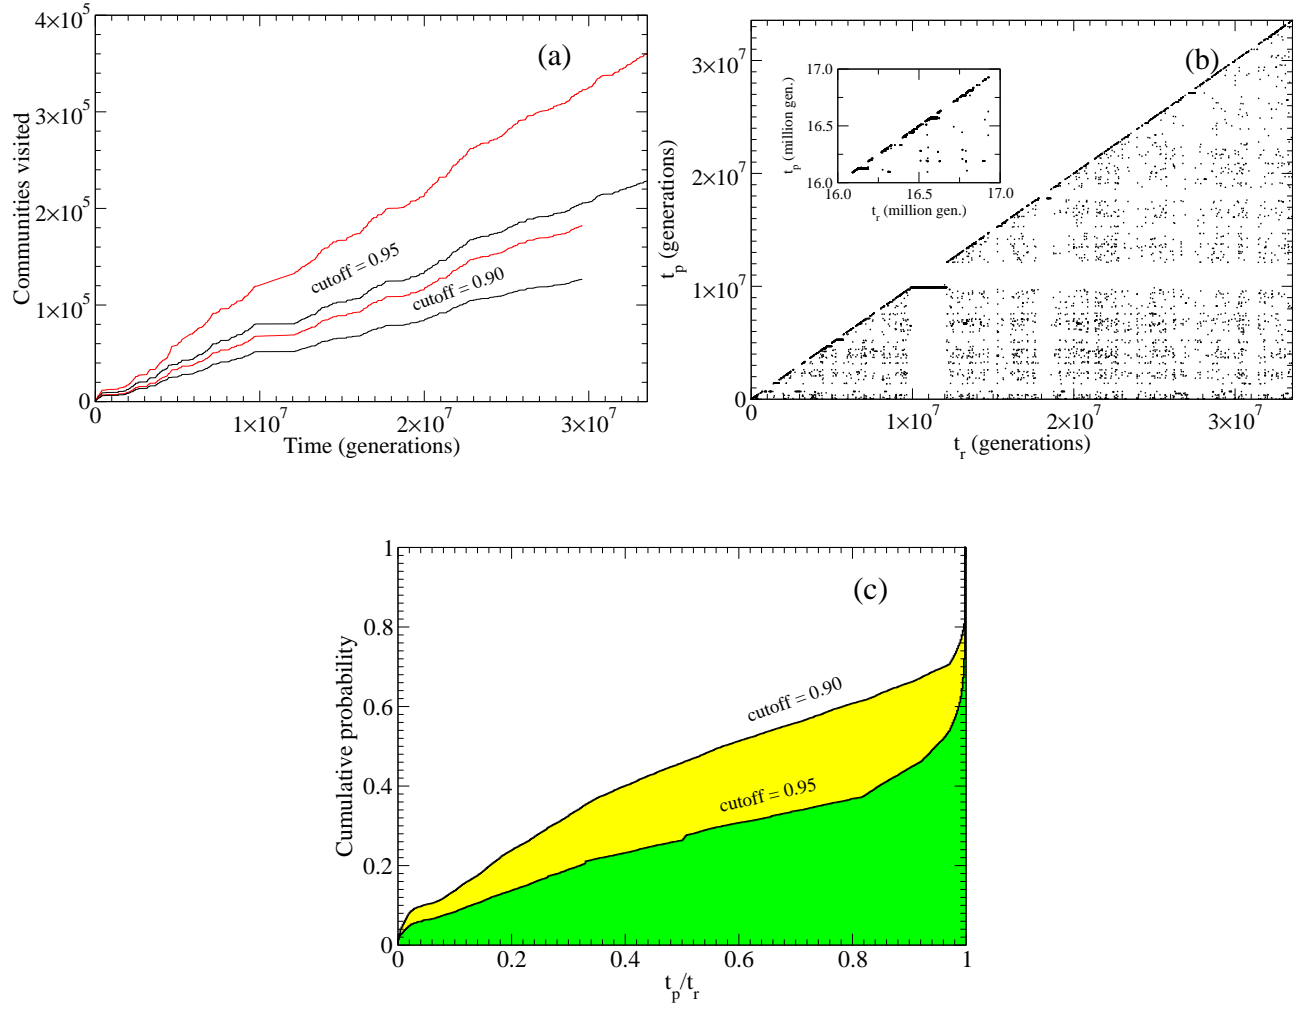 (a)
4×10^5
3×10^5
2×10^5
1×10^5
0
Communities visited
cutoff = 0.95
cutoff = 0.90
0
1×10^7
2×10^7
3×10^7
Time (generations)
(b)
3×10^7
2×10^7
1×10^7
0
t_p (generations)
17.0
16.5
16.0
t_p (million gen.)
16.0
16.5
17.0
t_r (million gen.)
0
1×10^7
2×10^7
3×10^7
t_r (generations)
(c)
1
0.8
0.6
0.4
0.2
0
Cumulative probability
cutoff = 0.90
cutoff = 0.95
0
0.2
0.4
0.6
0.8
1
t_p/t_r